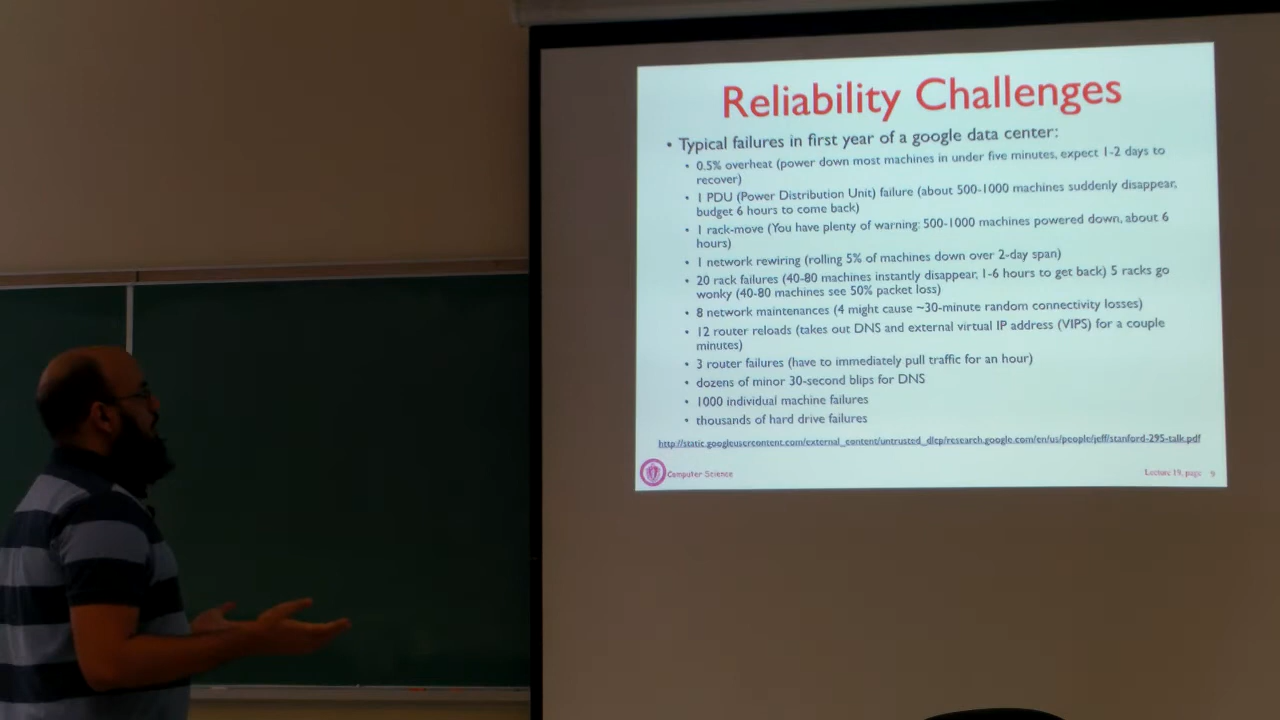 Reliability Challenges
• Typical failures in first year of a google data center:
• 0.5% overheat (power down most machines in under five minutes, expect 1-2 days to
recover)
• 1 PDU (Power Distribution Unit) failure (about 500-1000 machines suddenly disappear,
budget 6 hours to come back)
• 1 rack-move (You have plenty of warning: 500-1000 machines powered down, about 6
hours)
• 1 network rewiring (rolling 5% of machines down over 2-day span)
• 20 rack failures (40-80 machines instantly disappear, 1-6 hours to get back) 5 racks go
wonky (40-80 machines see 50% packet loss)
• 8 network maintenances (4 might cause ~30-minute random connectivity losses)
• 12 router reloads (takes out DNS and external virtual IP address (VIPS) for a couple
minutes)
• 3 router failures (have to immediately pull traffic for an hour)
• dozens of minor 30-second blips for DNS
• 1000 individual machine failures
• thousands of hard drive failures
http://static.googleusercontent.com/external_content/untrusted_dlcp/research.google.com/en/us/people/jeff/stanford-295-talk.pdf
Computer Science
Lecture 19, page 9